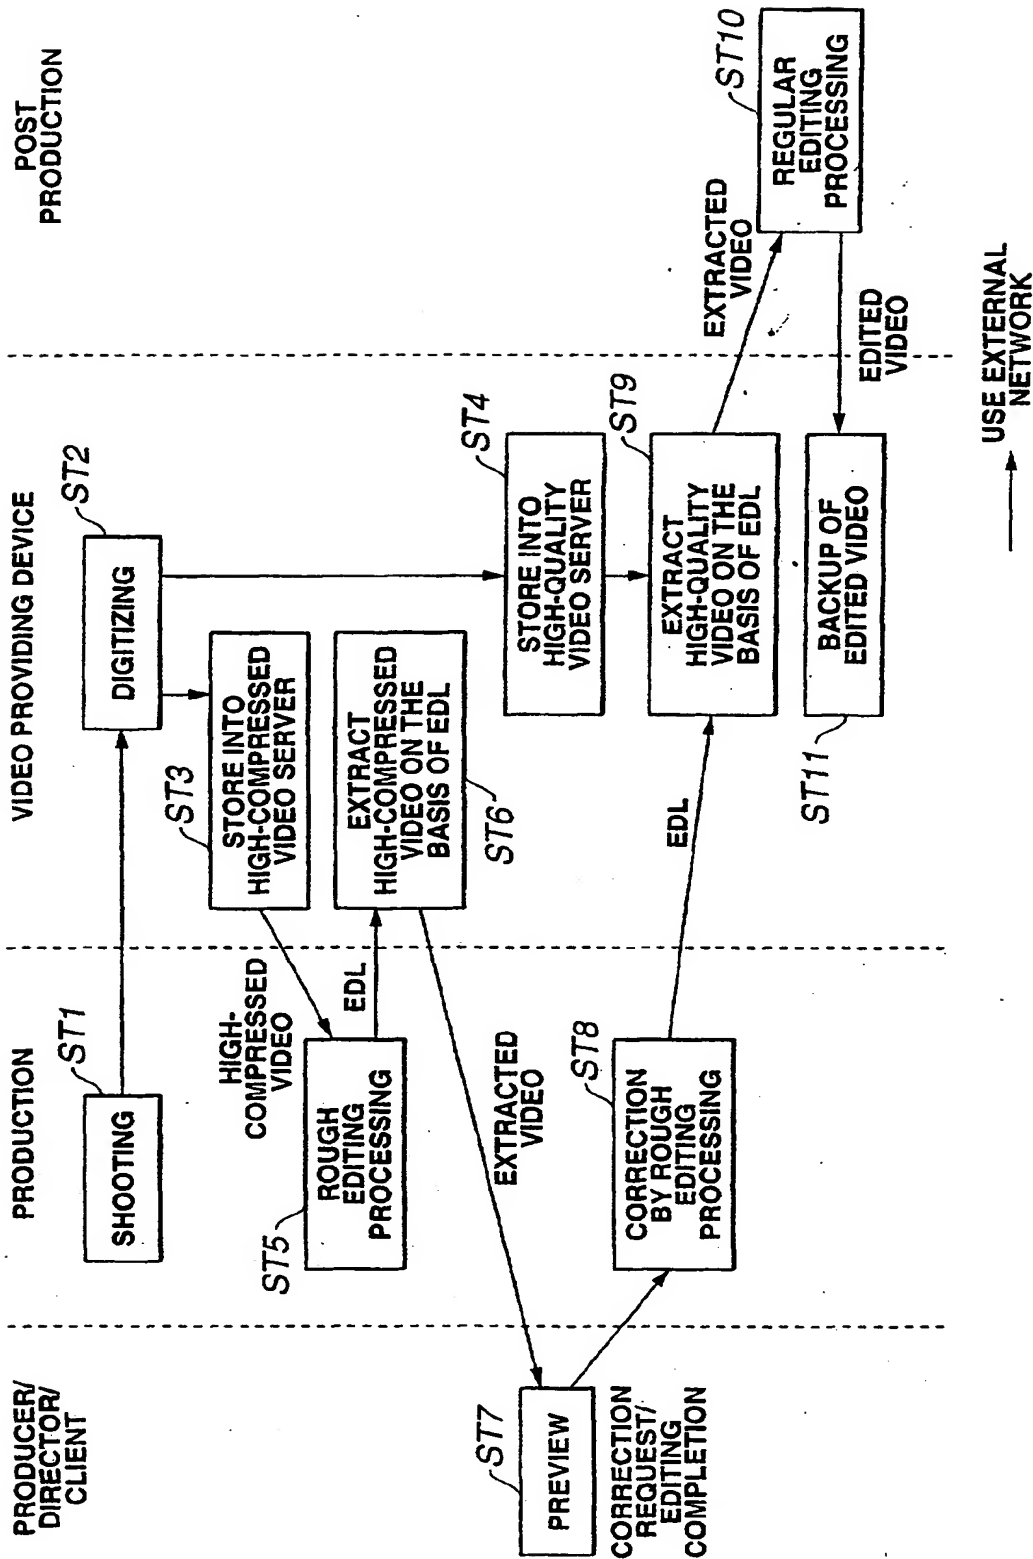 PRODUCER/
DIRECTOR/
CLIENT
PRODUCTION
VIDEO PROVIDING DEVICE
POST
PRODUCTION
SHOOTING
ST1
DIGITIZING
ST2
STORE INTO
HIGH-COMPRESSED
VIDEO SERVER
ST3
HIGH-
COMPRESSED
VIDEO
ROUGH
EDITING
PROCESSING
ST5
EDL
EXTRACT
HIGH-COMPRESSED
VIDEO ON THE
BASIS OF EDL
ST6
EXTRACTED
VIDEO
PREVIEW
ST7
CORRECTION
REQUEST/
EDITING
COMPLETION
STORE INTO
HIGH-QUALITY
VIDEO SERVER
ST4
CORRECTION
BY ROUGH
EDITING
PROCESSING
ST8
EDL
EXTRACT
HIGH-QUALITY
VIDEO ON THE
BASIS OF EDL
ST9
EXTRACTED
VIDEO
REGULAR
EDITING
PROCESSING
ST10
EDITED
VIDEO
BACKUP OF
EDITED VIDEO
ST11
USE EXTERNAL
NETWORK